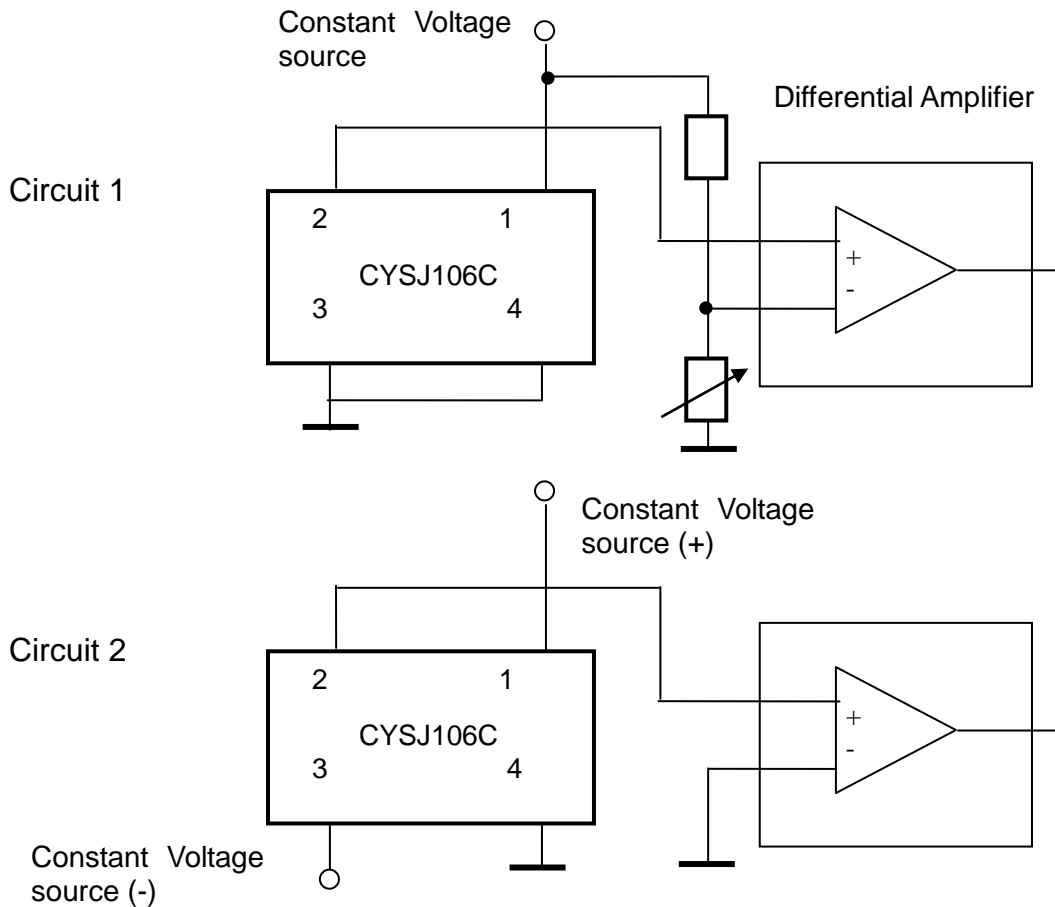 Constant Voltage
source
Differential Amplifier
Circuit 1
2 1
CYSJ106C
3 4
+
-
Constant Voltage
source (+)
Circuit 2
2 1
CYSJ106C
3 4
+
-
Constant Voltage
source (-)